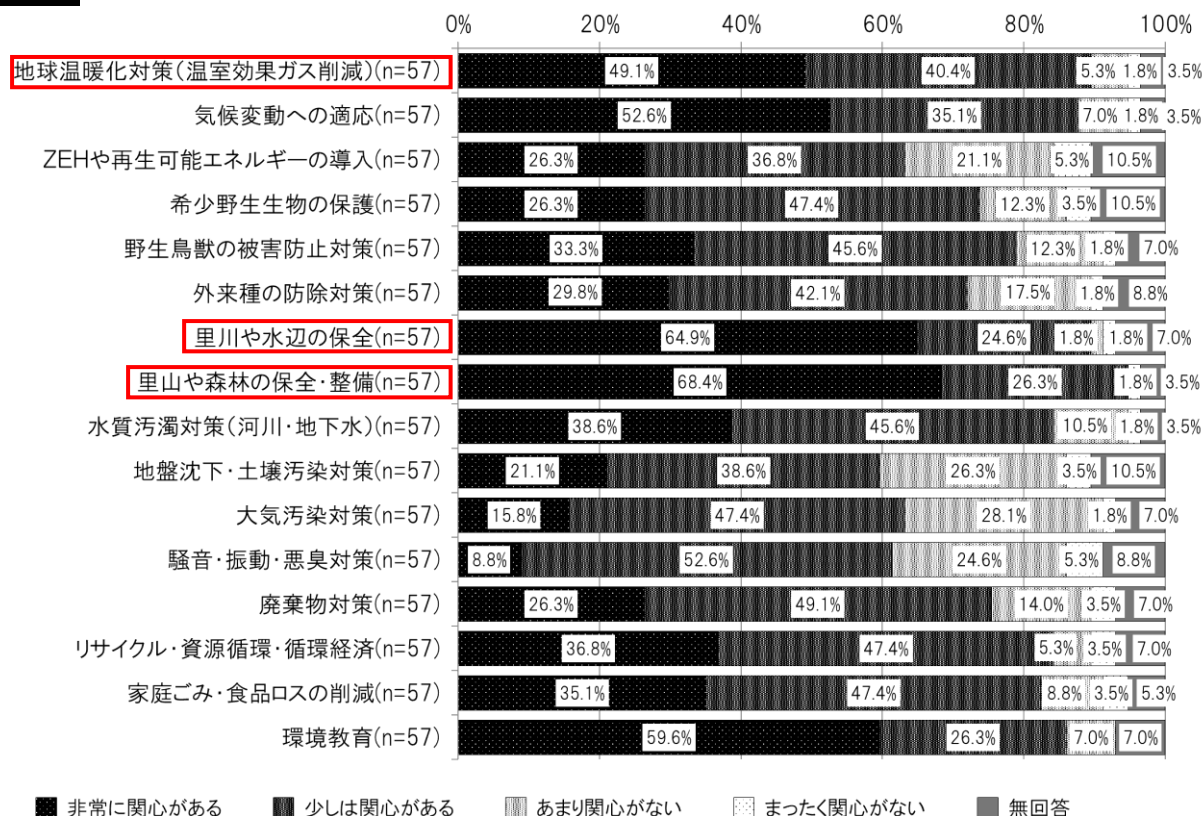 0% 20% 40% 60% 80% 100%
地球温暖化対策(温室効果ガス削減)(n=57) 49.1% 40.4% 5.3% 1.8% 3.5%
気候変動への適応(n=57) 52.6% 35.1% 7.0% 1.8% 3.5%
ZEHや再生可能エネルギーの導入(n=57) 26.3% 36.8% 21.1% 5.3% 10.5%
希少野生生物の保護(n=57) 26.3% 47.4% 12.3% 3.5% 10.5%
野生鳥獣の被害防止対策(n=57) 33.3% 45.6% 12.3% 1.8% 7.0%
外来種の防除対策(n=57) 29.8% 42.1% 17.5% 1.8% 8.8%
里川や水辺の保全(n=57) 64.9% 24.6% 1.8% 1.8% 7.0%
里山や森林の保全・整備(n=57) 68.4% 26.3% 1.8% 3.5%
水質汚濁対策(河川・地下水)(n=57) 38.6% 45.6% 10.5% 1.8% 3.5%
地盤沈下・土壌汚染対策(n=57) 21.1% 38.6% 26.3% 3.5% 10.5%
大気汚染対策(n=57) 15.8% 47.4% 28.1% 1.8% 7.0%
騒音・振動・悪臭対策(n=57) 8.8% 52.6% 24.6% 5.3% 8.8%
廃棄物対策(n=57) 26.3% 49.1% 14.0% 3.5% 7.0%
リサイクル・資源循環・循環経済(n=57) 36.8% 47.4% 5.3% 3.5% 7.0%
家庭ごみ・食品ロスの削減(n=57) 35.1% 47.4% 8.8% 3.5% 5.3%
環境教育(n=57) 59.6% 26.3% 7.0% 7.0%
非常に関心がある 少しは関心がある あまり関心がない まったく関心がない 無回答